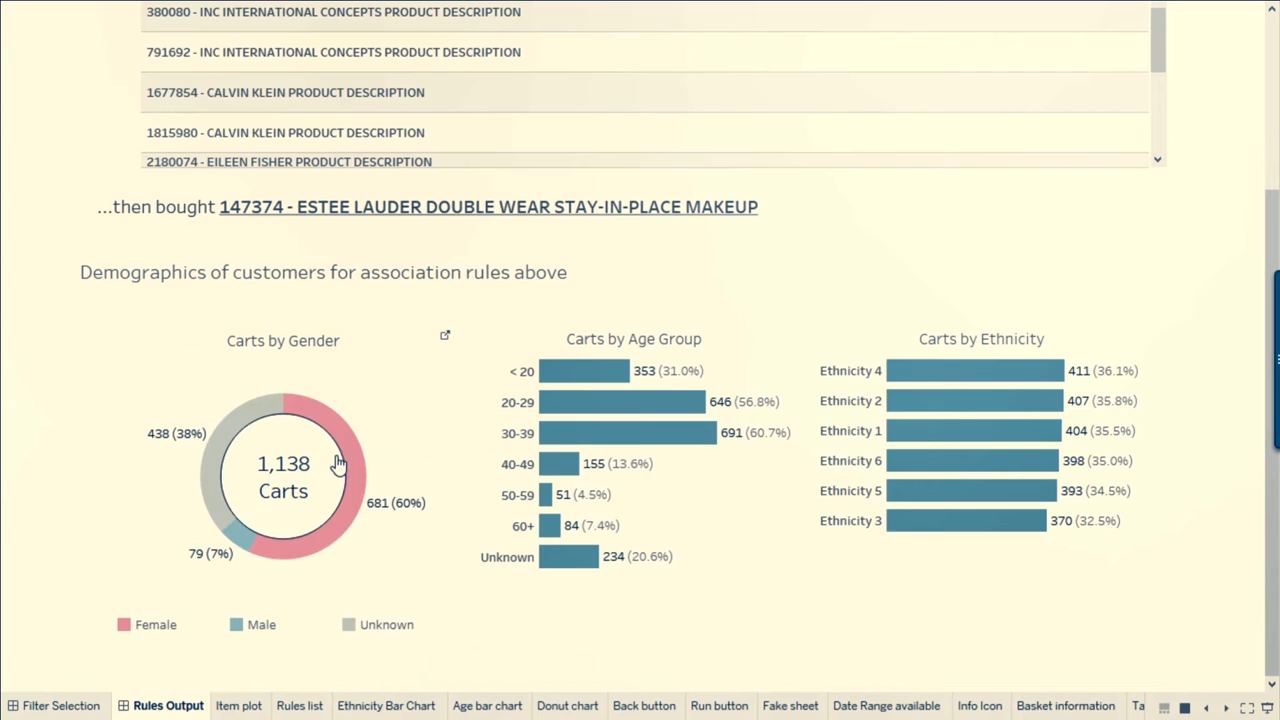 380080 - INC INTERNATIONAL CONCEPTS PRODUCT DESCRIPTION
791692 - INC INTERNATIONAL CONCEPTS PRODUCT DESCRIPTION
1677854 - CALVIN KLEIN PRODUCT DESCRIPTION
1815980 - CALVIN KLEIN PRODUCT DESCRIPTION
2180074 - EILEEN FISHER PRODUCT DESCRIPTION
...then bought 147374 - ESTEE LAUDER DOUBLE WEAR STAY-IN-PLACE MAKEUP
Demographics of customers for association rules above
Carts by Gender
438 (38%)
1,138
Carts
681 (60%)
79 (7%)
Female Male Unknown
Carts by Age Group
< 20 353 (31.0%)
20-29 646 (56.8%)
30-39 691 (60.7%)
40-49 155 (13.6%)
50-59 51 (4.5%)
60+ 84 (7.4%)
Unknown 234 (20.6%)
Carts by Ethnicity
Ethnicity 4 411 (36.1%)
Ethnicity 2 407 (35.8%)
Ethnicity 1 404 (35.5%)
Ethnicity 6 398 (35.0%)
Ethnicity 5 393 (34.5%)
Ethnicity 3 370 (32.5%)
Filter Selection Rules Output Item plot Rules list Ethnicity Bar Chart Age bar chart Donut chart Back button Run button Fake sheet Date Range available Info Icon Basket information Ta